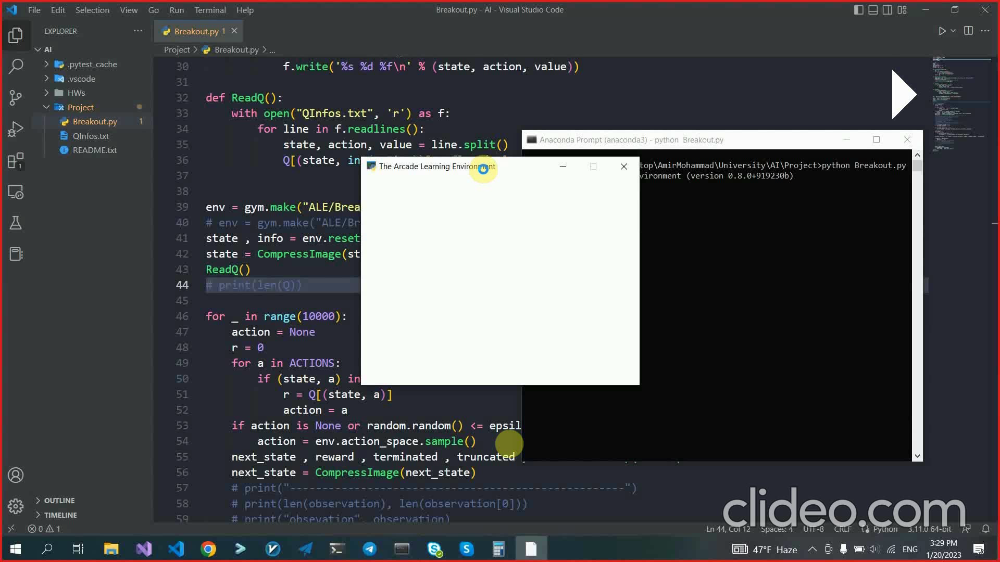 File Edit Selection View Go Run Terminal Help
Breakout.py - AI - Visual Studio Code
EXPLORER
Breakout.py 1
Project > Breakout.py > ...
AI
.pytest_cache
.vscode
HWs
Project
Breakout.py 1
QInfos.txt
README.txt
30 f.write('%s %d %f\n' % (state, action, value))
31
32 def ReadQ():
33 with open("QInfos.txt", 'r') as f:
34 for line in f.readlines():
35 state, action, value = line.split()
36 Q[(state, in
37
38
39 env = gym.make("ALE/Brea
40 # env = gym.make("ALE/Br
41 state , info = env.reset
42 state = CompressImage(st
43 ReadQ()
44 # print(len(Q))
45
46 for _ in range(10000):
47 action = None
48 r = 0
49 for a in ACTIONS:
50 if (state, a) in
51 r = Q[(state, a)]
52 action = a
53 if action is None or random.random() <= epsil
54 action = env.action_space.sample()
55 next_state , reward , terminated , truncated
56 next_state = CompressImage(next_state)
57 # print("----------------------------------------------------")
58 # print(len(observation), len(observation[0]))
59 # print("obsevation", observation)
The Arcade Learning Environment
Anaconda Prompt (anaconda3) - python Breakout.py
top\AmirMohammad\University\AI\Project>python Breakout.py
vironment (version 0.8.0+919230b)
OUTLINE
TIMELINE
clideo.com
0 1
Ln 44, Col 12 Spaces: 4 UTF-8 CRLF Python 3.11.0 64-bit
47°F Haze
ENG
3:29 PM
1/20/2023